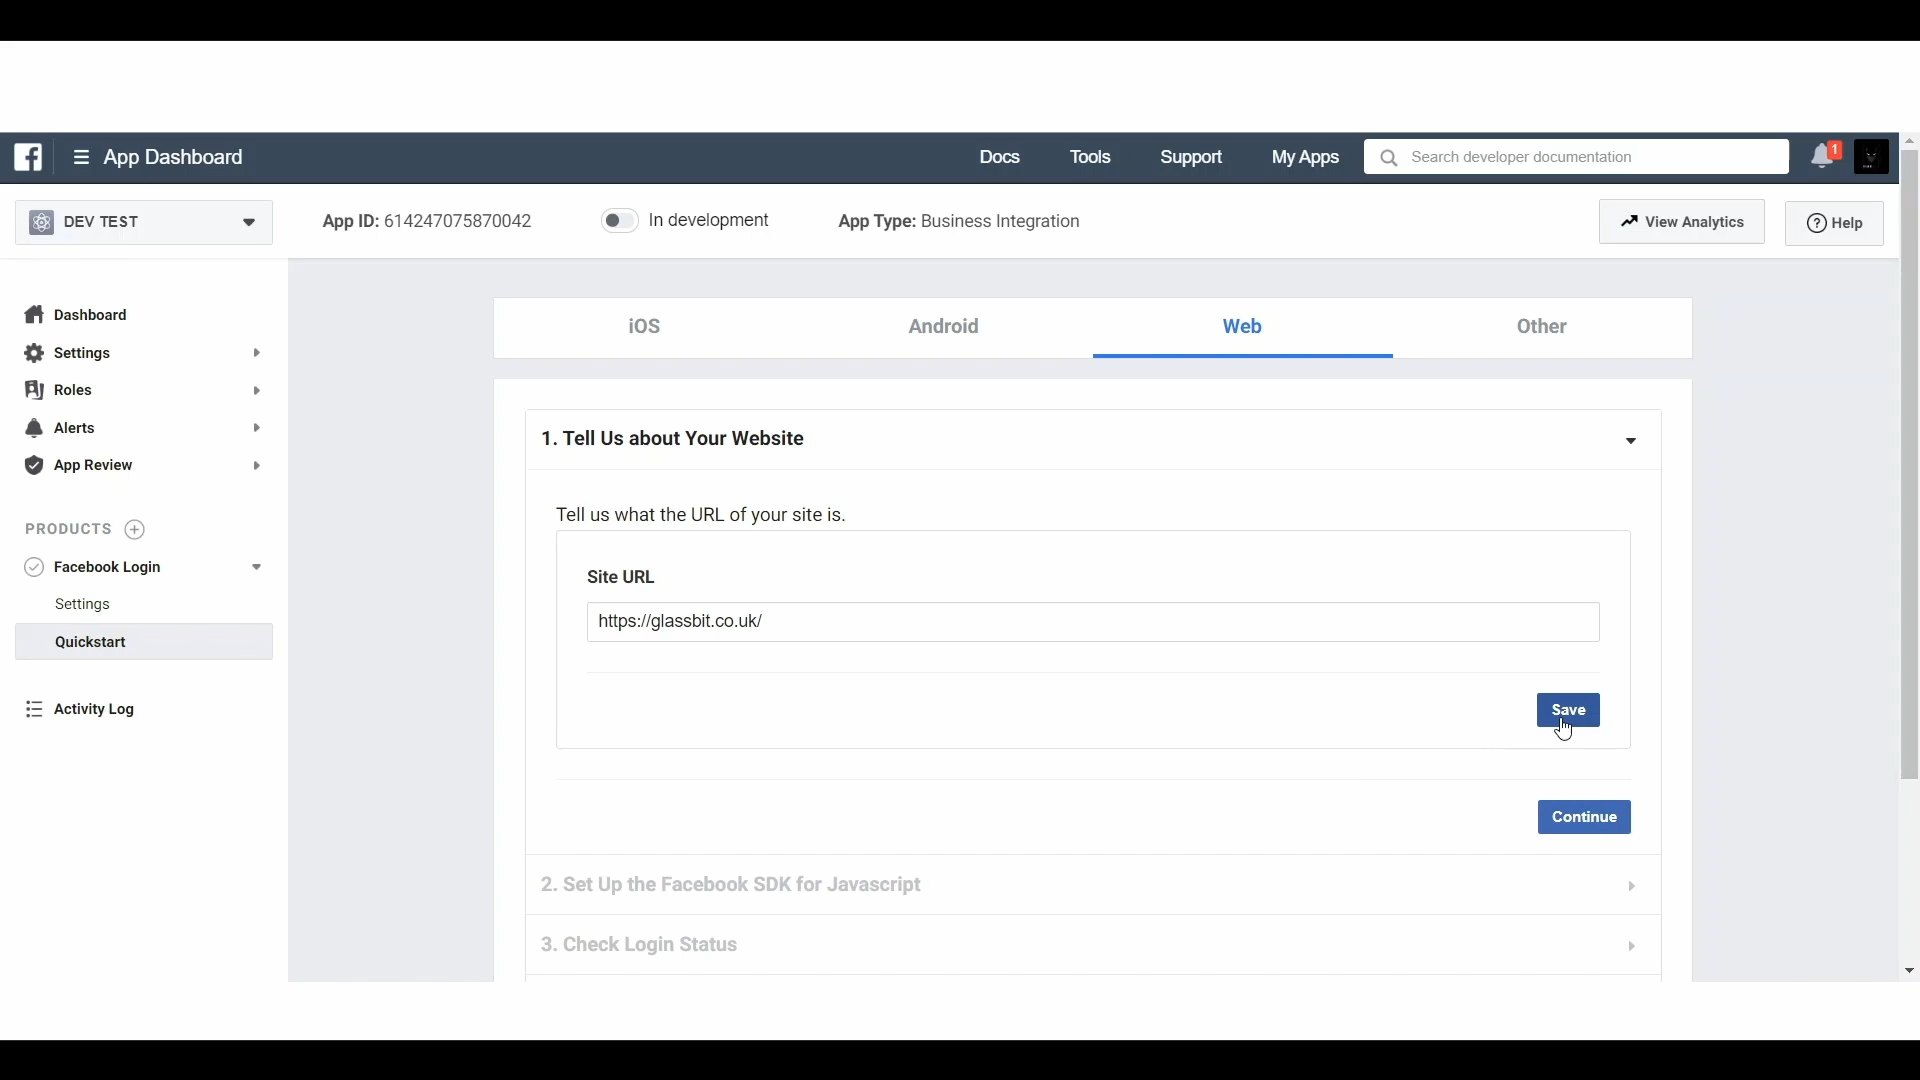 App Dashboard
Docs
Tools
Support
My Apps
Search developer documentation
1
DEV TEST
App ID: 614247075870042
In development
App Type: Business Integration
View Analytics
Help
Dashboard
Settings
Roles
Alerts
App Review
PRODUCTS
Facebook Login
Settings
Quickstart
Activity Log
iOS
Android
Web
Other
1. Tell Us about Your Website
Tell us what the URL of your site is.
Site URL
https://glassbit.co.uk/
Save
Continue
2. Set Up the Facebook SDK for Javascript
3. Check Login Status